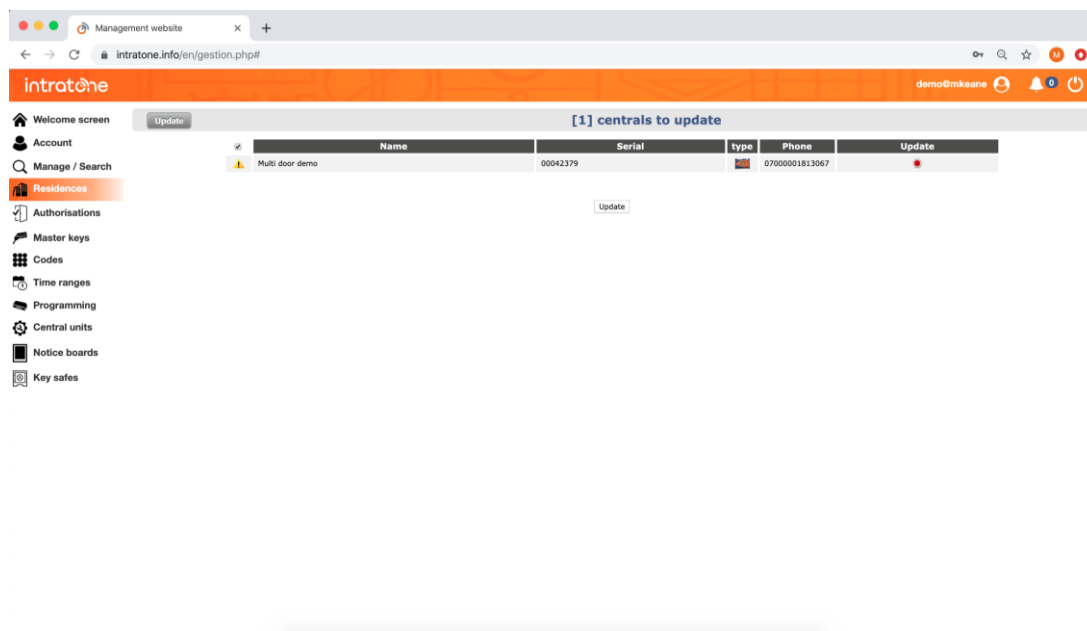 Management website
intratone.info/en/gestion.php#
M
intratone
demo@mkeane
0
Welcome screen
Account
Manage / Search
Residences
Authorisations
Master keys
Codes
Time ranges
Programming
Central units
Notice boards
Key safes
Update
[1] centrals to update
Name Serial type Phone Update
Multi door demo 00042379 07000001813067
Update